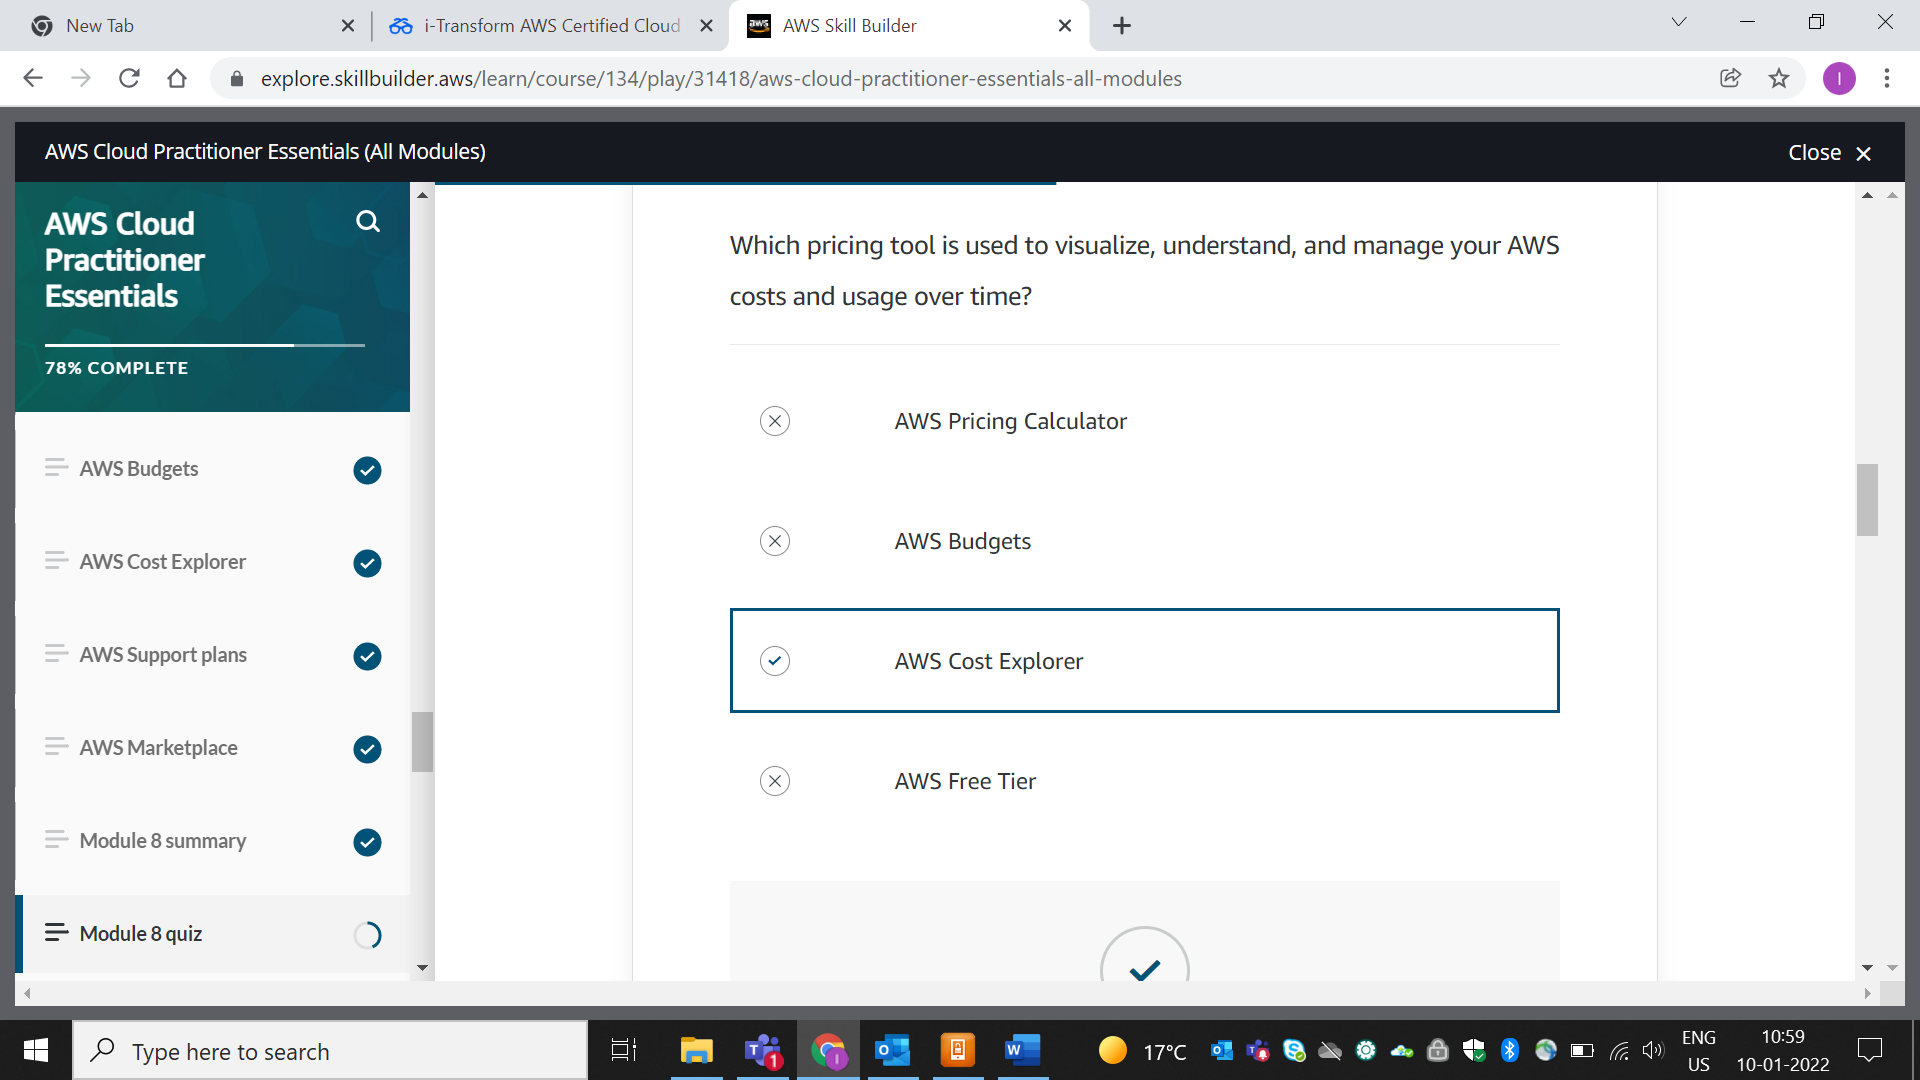 New Tab
i-Transform AWS Certified Cloud
aws
AWS Skill Builder
explore.skillbuilder.aws/learn/course/134/play/31418/aws-cloud-practitioner-essentials-all-modules
I
AWS Cloud Practitioner Essentials (All Modules)
Close
AWS Cloud
Practitioner
Essentials
78% COMPLETE
AWS Budgets
AWS Cost Explorer
AWS Support plans
AWS Marketplace
Module 8 summary
Module 8 quiz
Which pricing tool is used to visualize, understand, and manage your AWS
costs and usage over time?
AWS Pricing Calculator
AWS Budgets
AWS Cost Explorer
AWS Free Tier
Type here to search
17°C
ENG
US
10:59
10-01-2022